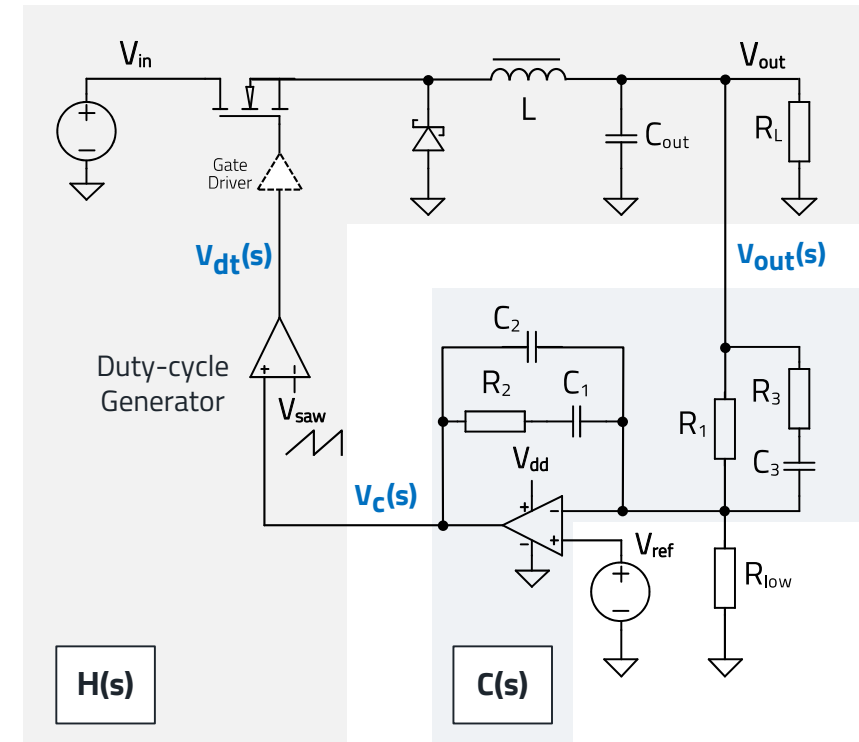 Vin
Vout
L
Cout
RL
Gate
Driver
Vdt(s)
Vout(s)
C2
Duty-cycle
Generator
R2
C1
R3
R1
Vsaw
Vdd
C3
VC(s)
Vref
Rlow
H(s)
C(s)